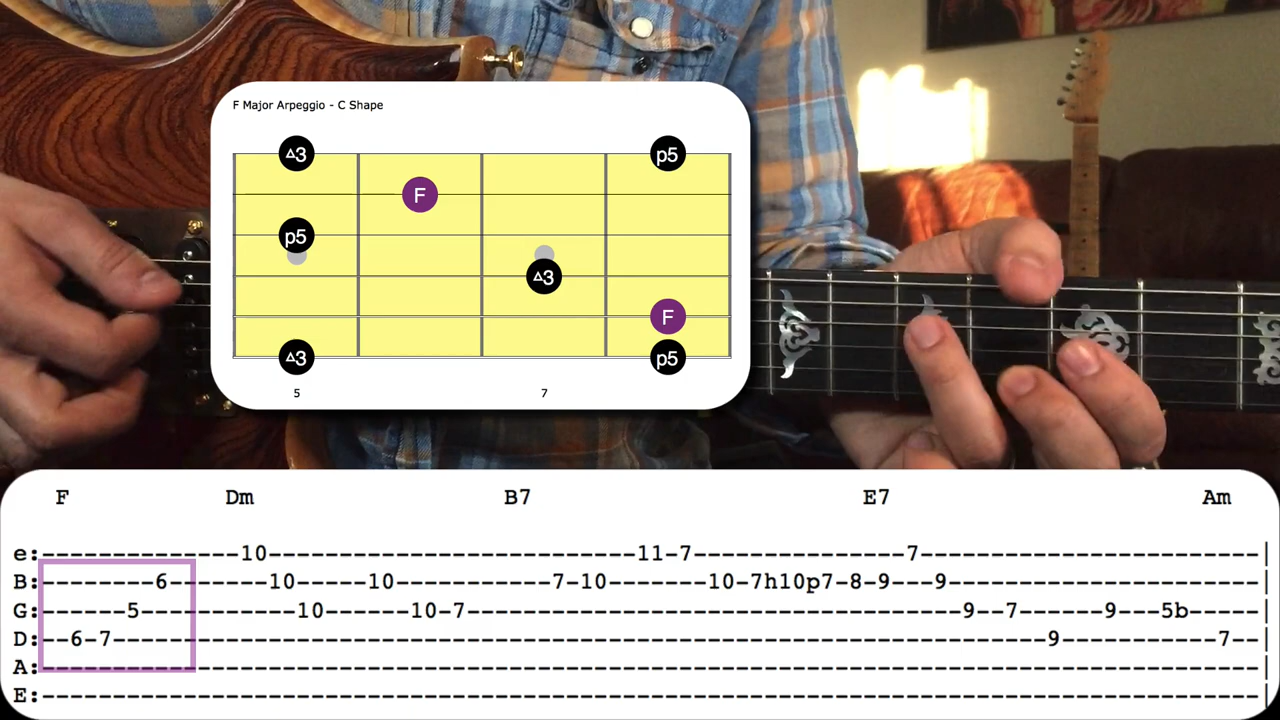 F Major Arpeggio - C Shape
△3 p5
F
p5
△3
F
△3 p5
5 7
F Dm B7 E7 Am
e:--------------10--------------------------11-7---------------7------------------------|
B:--------6-------10-----10-----------7-10-------10-7h10p7-8-9---9----------------------|
G:------5-----------10------10-7-----------------------------------9--7------9---5b-----|
D:--6-7------------------------------------------------------------------9-----------7--|
A:--------------------------------------------------------------------------------------|
E:--------------------------------------------------------------------------------------|